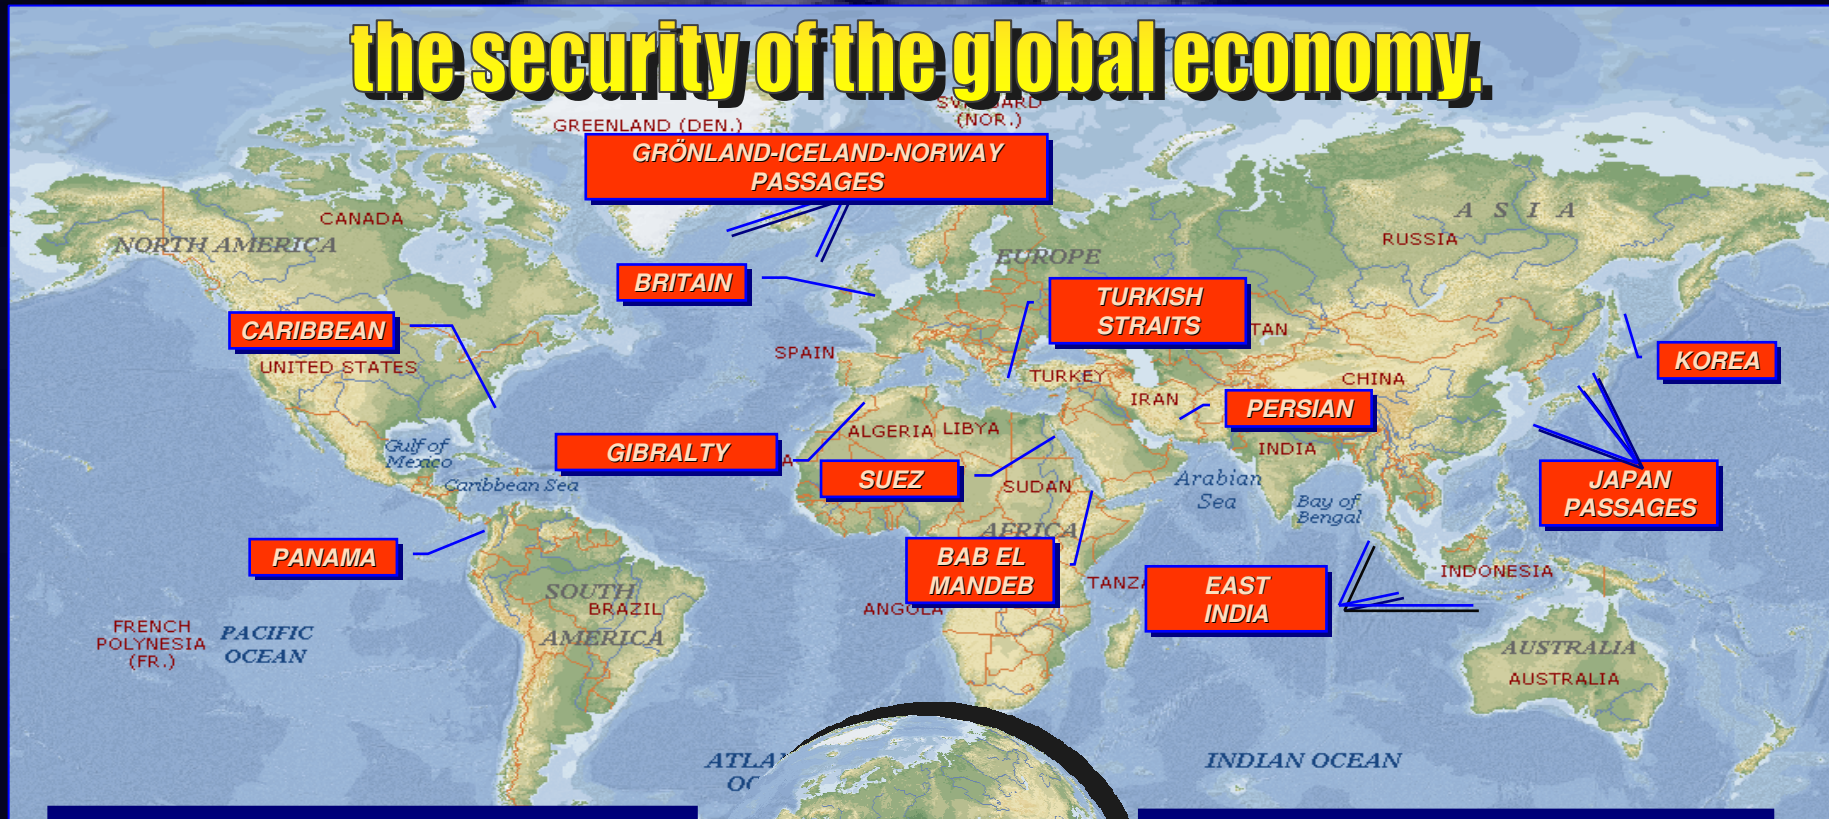 the security of the global economy.
GREENLAND (DEN.)
(NOR.)
GRÖNLAND-ICELAND-NORWAY
PASSAGES
CANADA
NORTH AMERICA
A S I A
RUSSIA
EUROPE
BRITAIN
TURKISH
STRAITS
CARIBBEAN
UNITED STATES
SPAIN
TURKEY
KOREA
CHINA
IRAN
PERSIAN
ALGERIA
LIBYA
INDIA
Gulf of
Mexico
GIBRALTY
SUEZ
SUDAN
Caribbean Sea
Arabian
Sea
Bay of
Bengal
JAPAN
PASSAGES
AFRICA
PANAMA
BAB EL
MANDEB
INDONESIA
EAST
INDIA
SOUTH
AMERICA
BRAZIL
ANGOLA
FRENCH
POLYNESIA
(FR.)
PACIFIC
OCEAN
AUSTRALIA
AUSTRALIA
INDIAN OCEAN